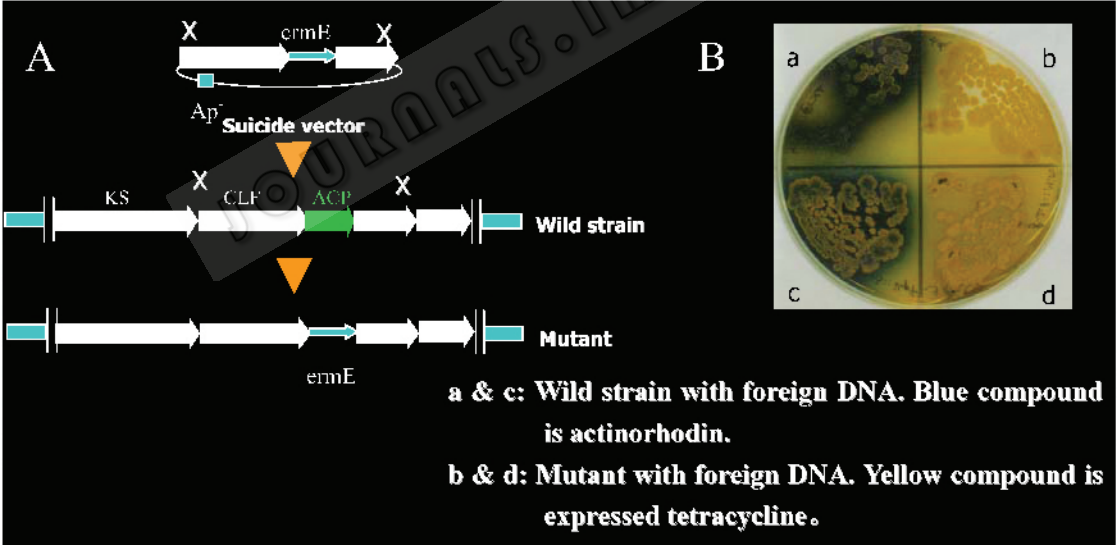 A
X
ermE
X
Ap-
Suicide vector
X
X
KS
CLF
ACP
Wild strain
Mutant
ermE
B
a
b
c
d
a & c: Wild strain with foreign DNA. Blue compound
is actinorhodin.
b & d: Mutant with foreign DNA. Yellow compound is
expressed tetracycline。